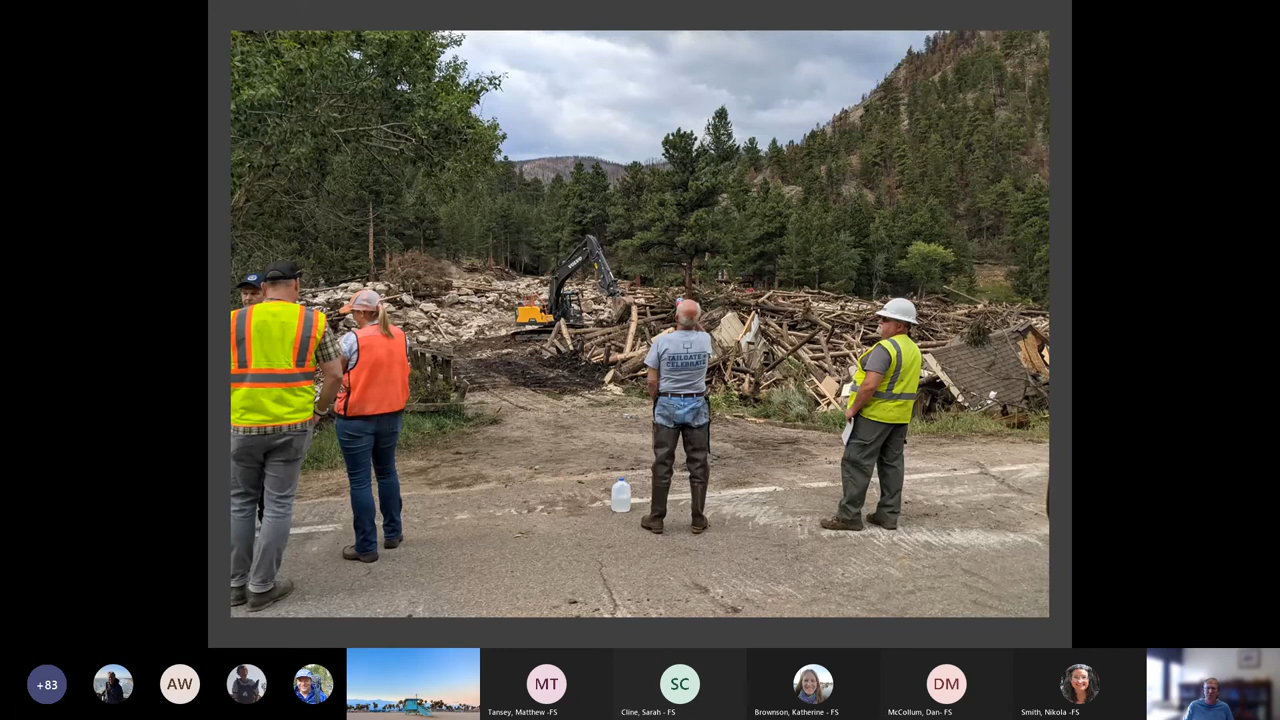 VOLVO
TAILGATE &
CELEBRATE
+83
AW
MT
SC
DM
Tansey, Matthew -FS
Cline, Sarah - FS
Brownson, Katherine - FS
McCollum, Dan- FS
Smith, Nikola -FS